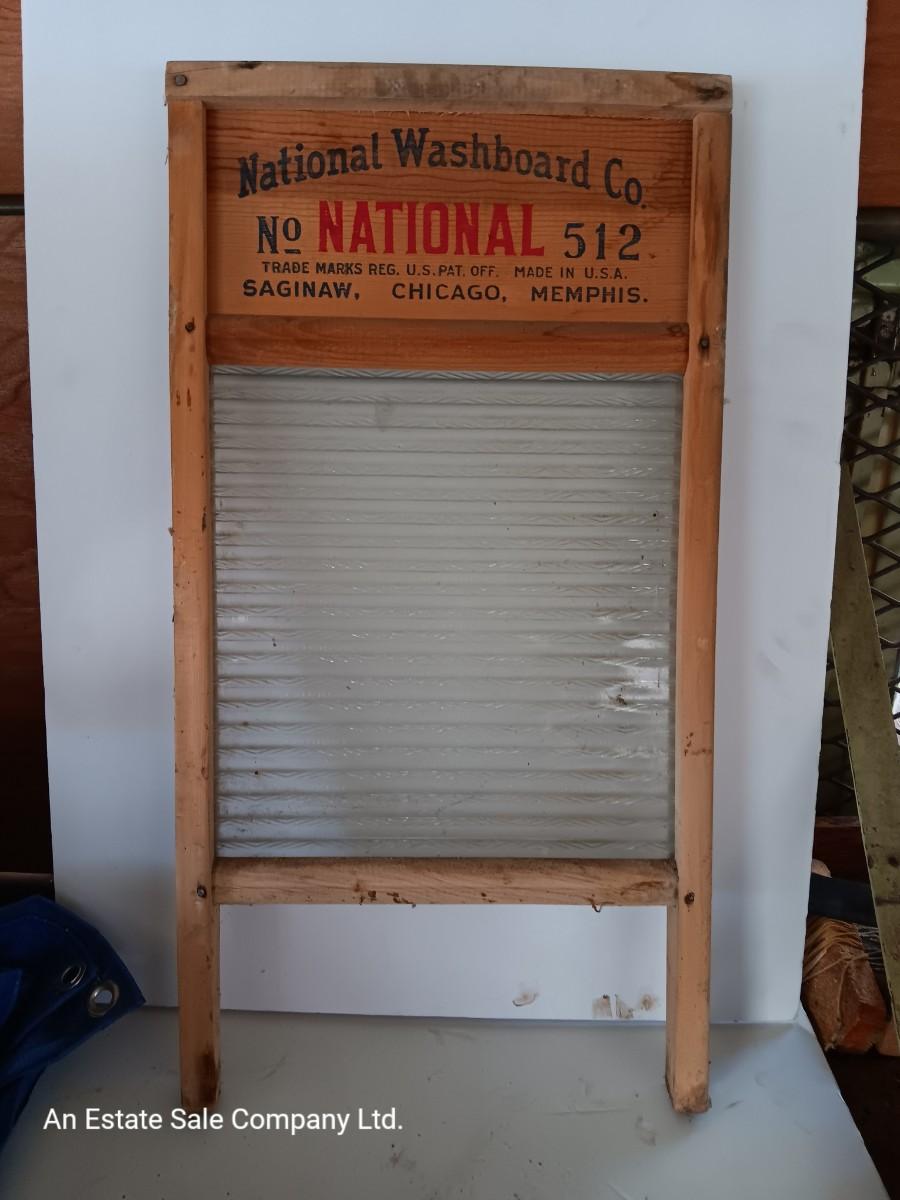 National Washboard Co.
No NATIONAL 512
TRADE MARKS REG. U.S. PAT. OFF. MADE IN U.S.A.
SAGINAW, CHICAGO, MEMPHIS.
An Estate Sale Company Ltd.